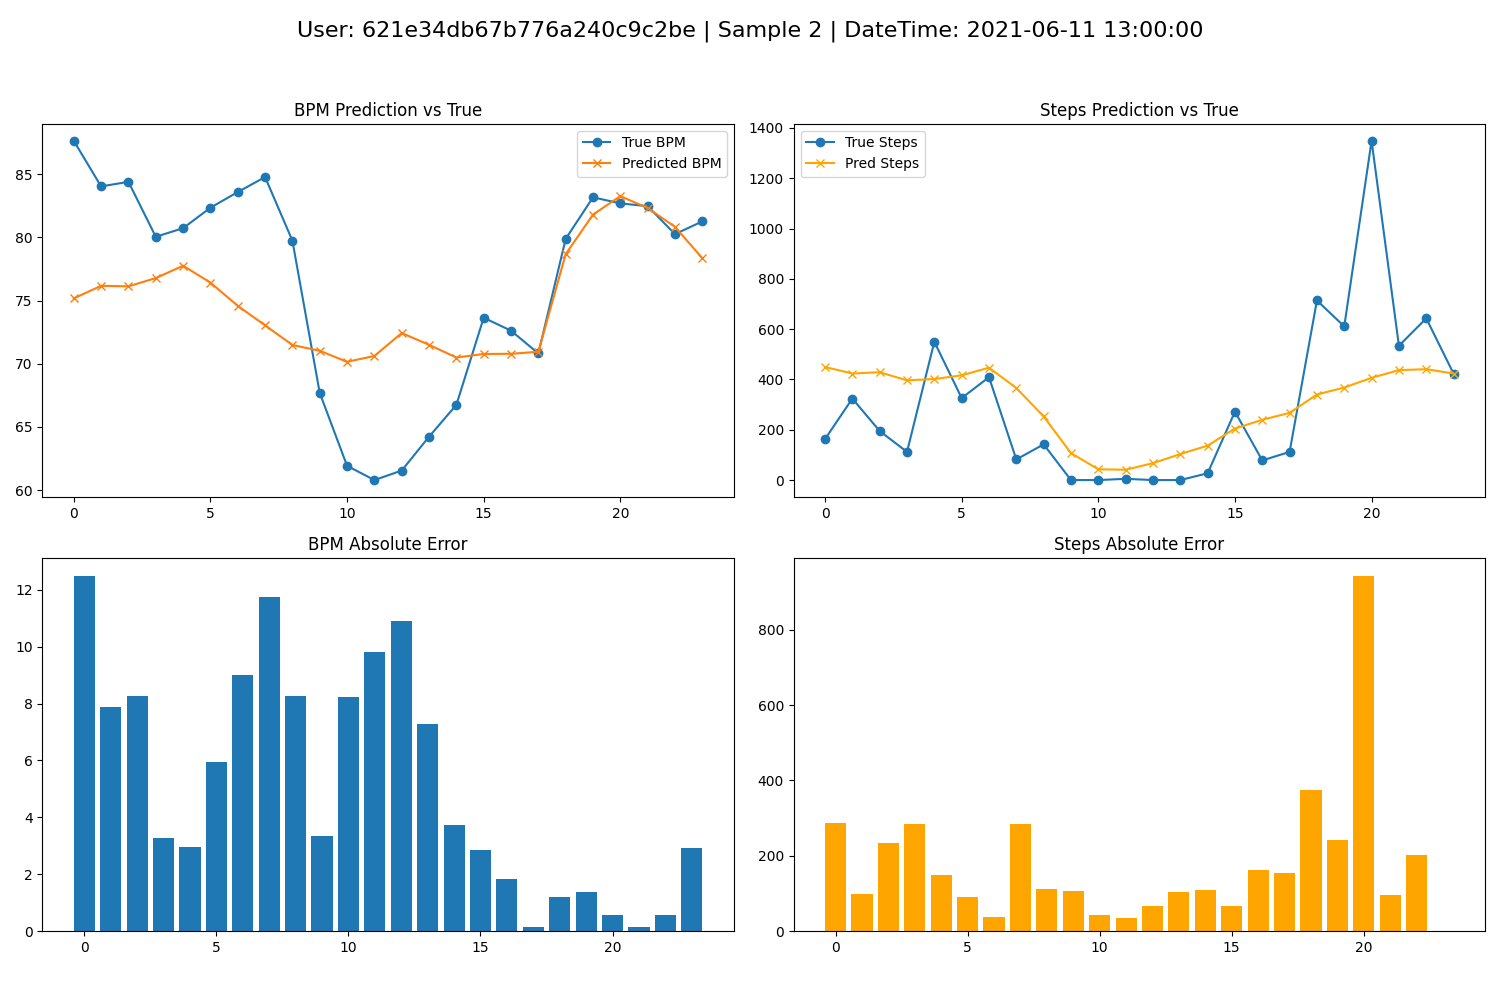 User: 621e34db67b776a240c9c2be | Sample 2 | DateTime: 2021-06-11 13:00:00
BPM Prediction vs True
True BPM
Predicted BPM
85
80
75
70
65
60
0 5 10 15 20
Steps Prediction vs True
True Steps
Pred Steps
1400
1200
1000
800
600
400
200
0
0 5 10 15 20
BPM Absolute Error
12
10
8
6
4
2
0
0 5 10 15 20
Steps Absolute Error
800
600
400
200
0
0 5 10 15 20